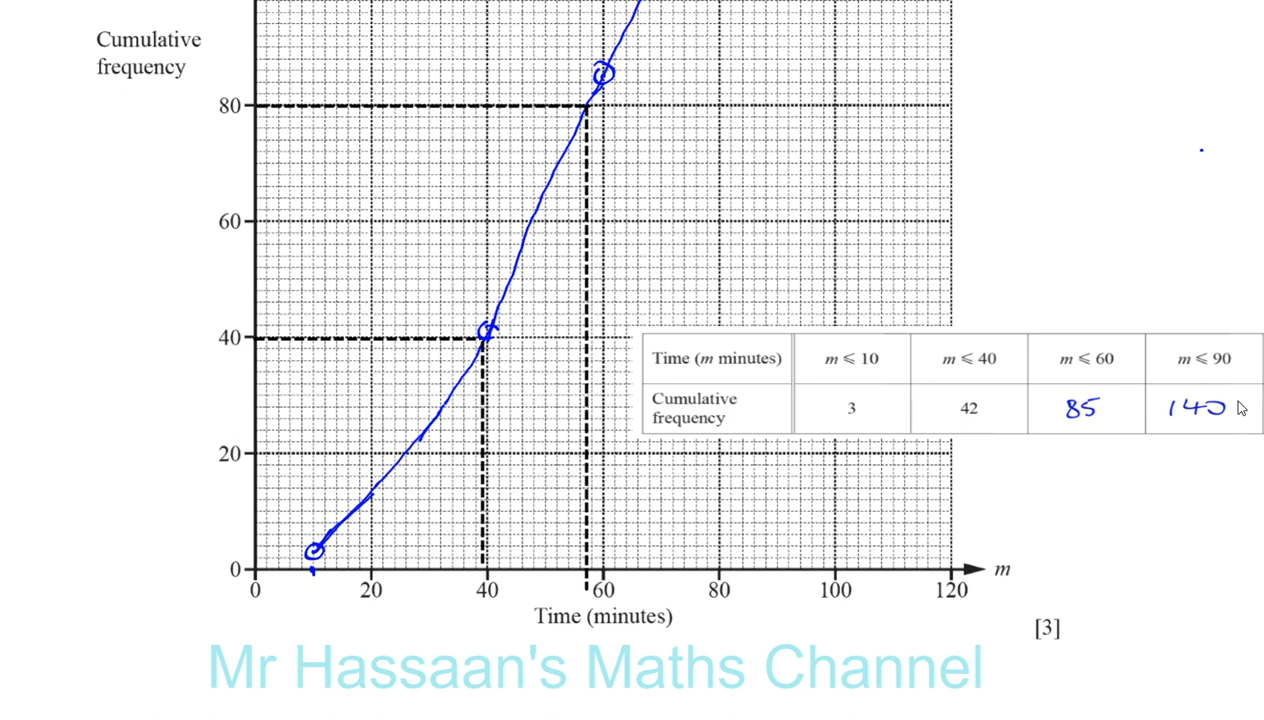 Cumulative
frequency
80
60
40
20
0
0 20 40 60 80 100 120 m
Time (minutes)
[3]
Time (m minutes) m ⩽ 10 m ⩽ 40 m ⩽ 60 m ⩽ 90
Cumulative
frequency 3 42 85 140
Mr Hassaan's Maths Channel